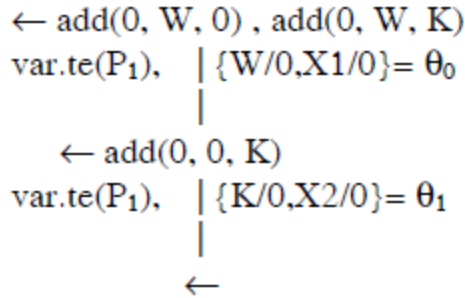 ← add(0, W, 0) , add(0, W, K)
var.te(P₁), | {W/0,X1/0}= θ₀
|
← add(0, 0, K)
var.te(P₁), | {K/0,X2/0}= θ₁
|
←